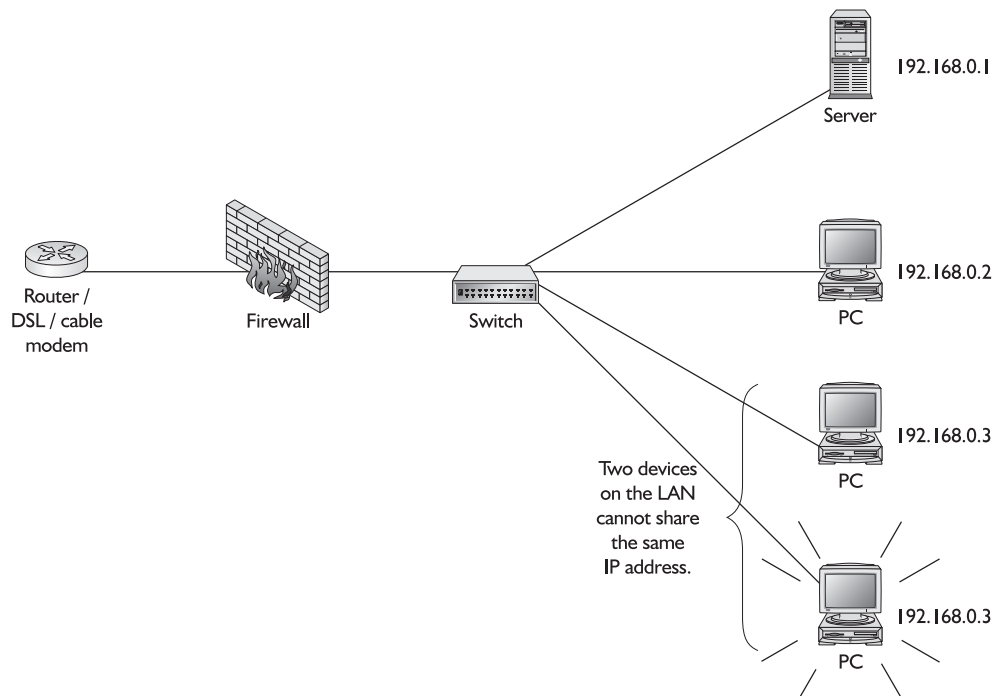 192.168.0.1
Server
192.168.0.2
PC
Router /
DSL / cable
modem
Firewall
Switch
192.168.0.3
PC
Two devices
on the LAN
cannot share
the same
IP address.
192.168.0.3
PC